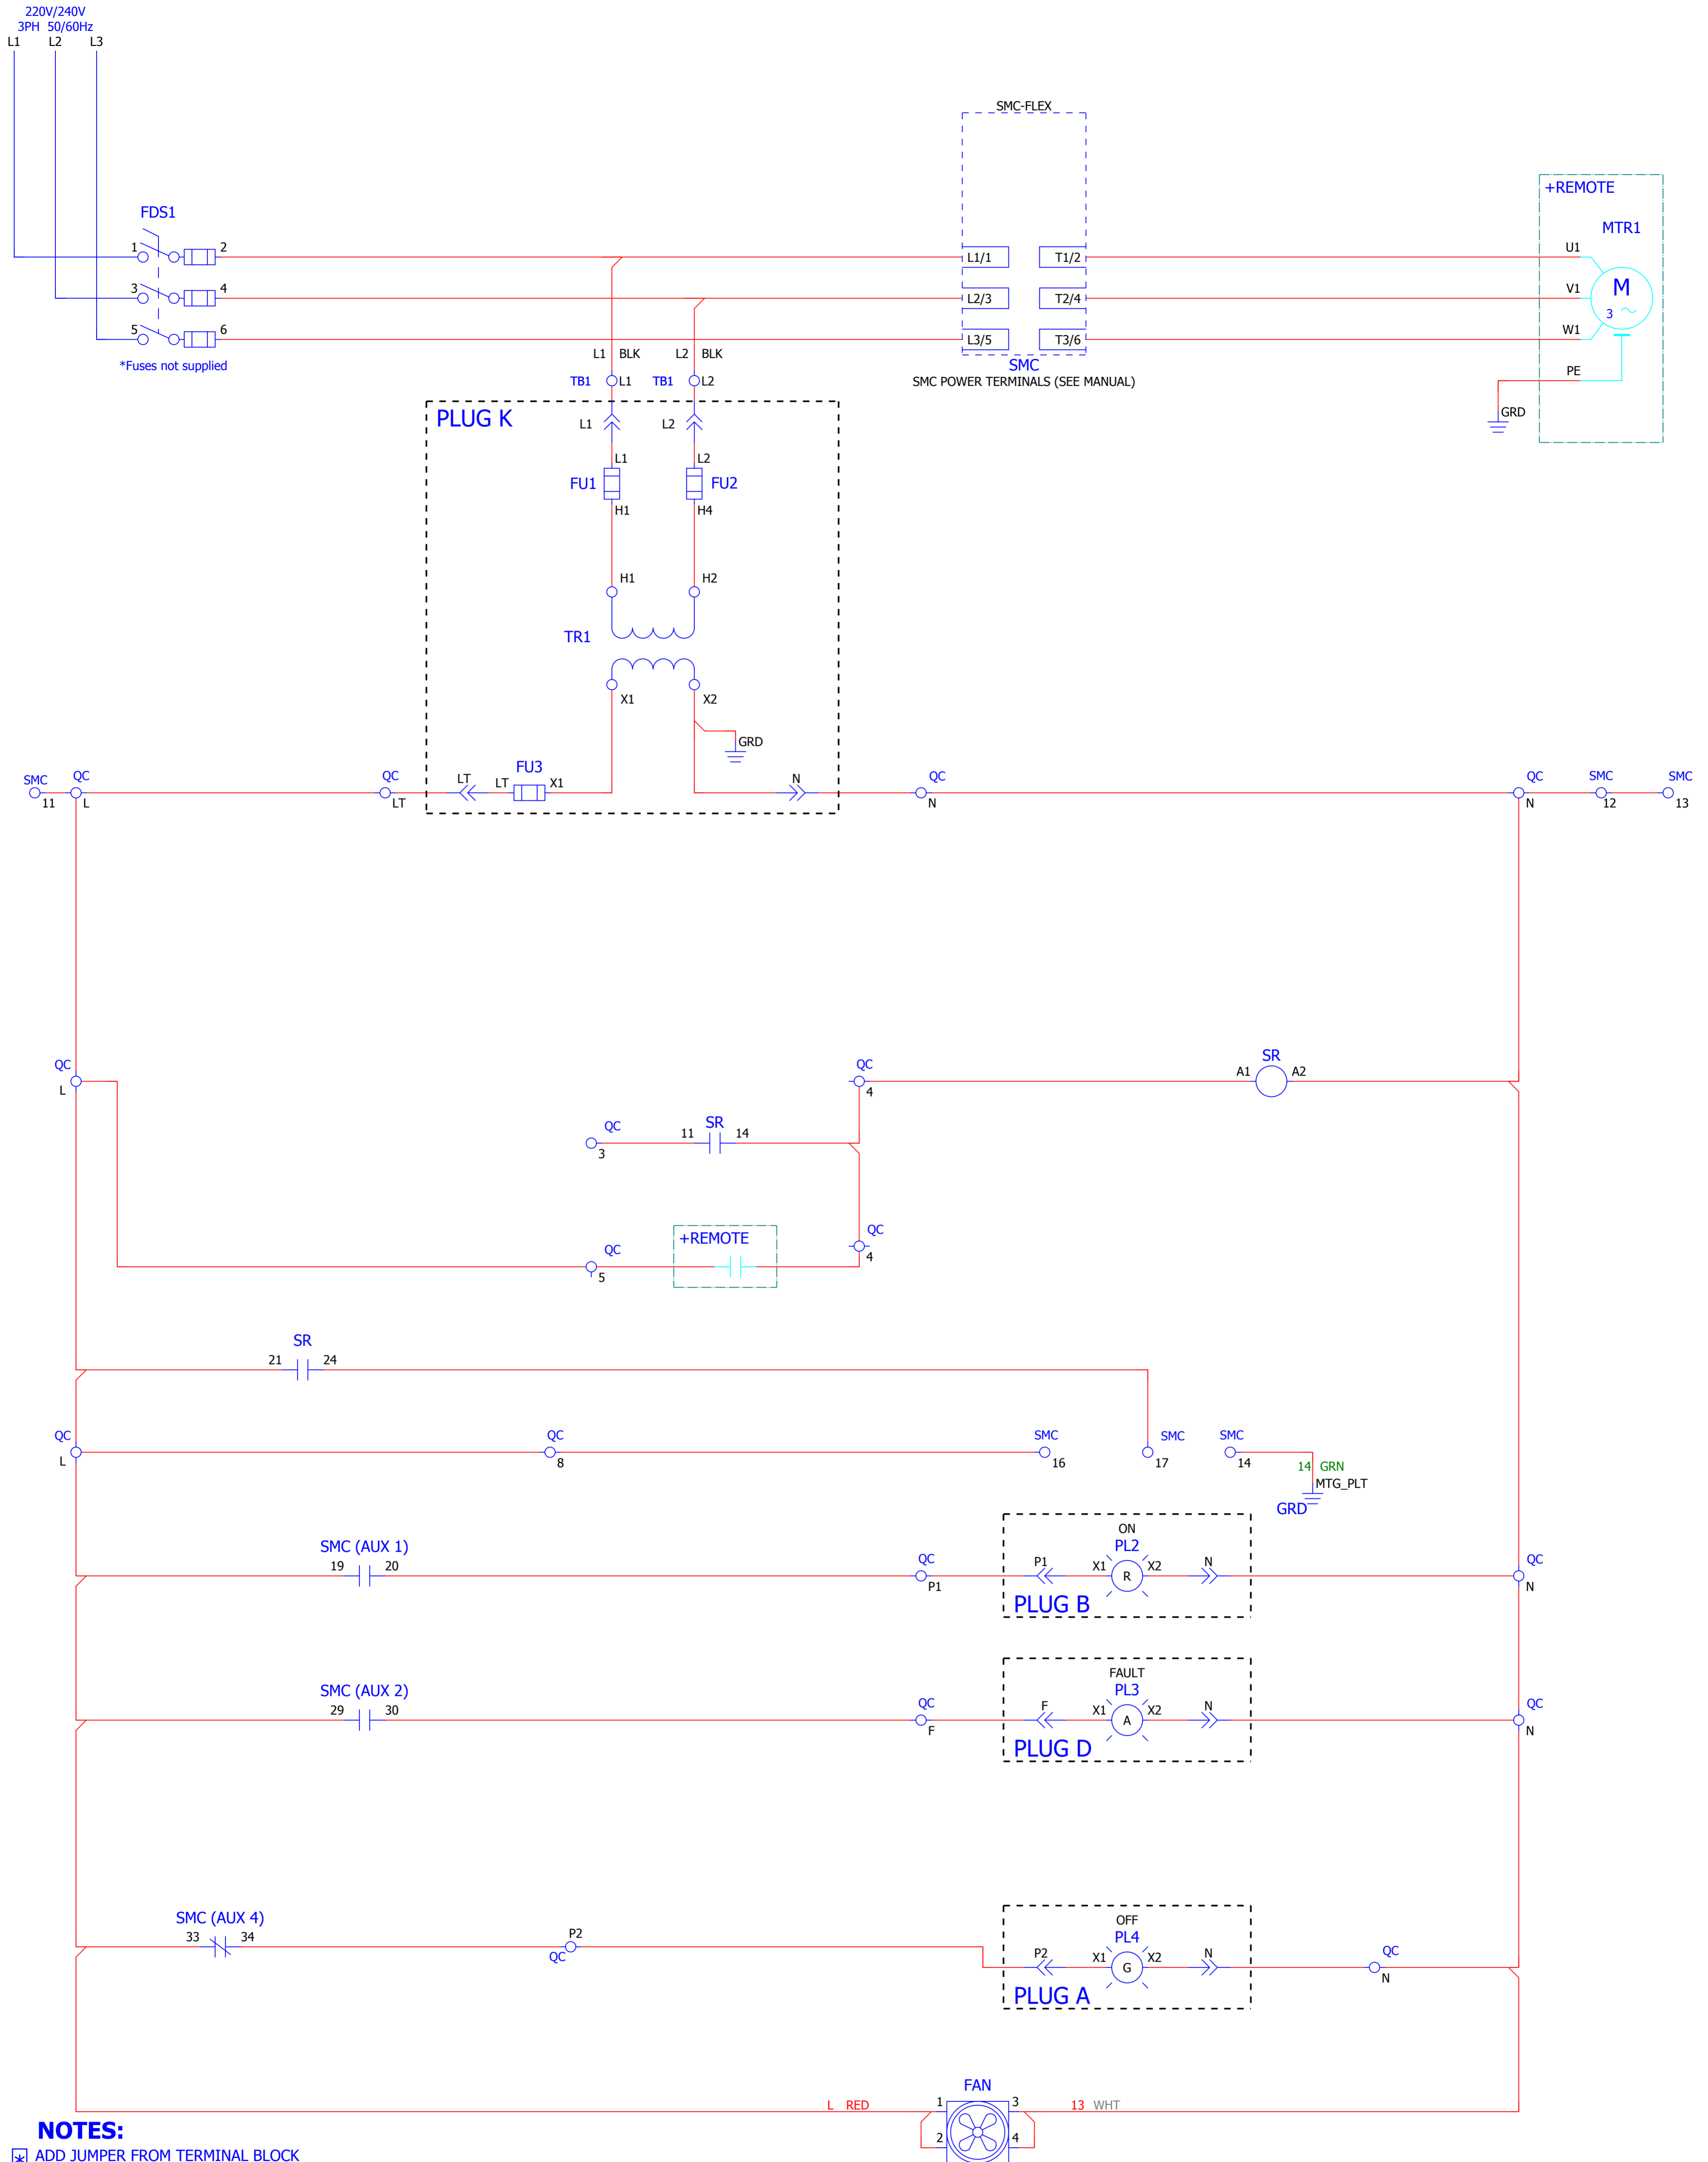 220V/240V
3PH 50/60Hz
L1 L2 L3
SMC-FLEX
+REMOTE
MTR1
FDS1
1 2
3 4
5 6
*Fuses not supplied
L1/1 T1/2
L2/3 T2/4
L3/5 T3/6
SMC
SMC POWER TERMINALS (SEE MANUAL)
U1
V1
W1
PE
M
3
GRD
L1 BLK L2 BLK
TB1 L1 TB1 L2
PLUG K
L1 L2
L1 L2
FU1 FU2
H1 H4
H1 H2
TR1
X1 X2
GRD
FU3
LT LT X1 N
SMC QC QC QC QC SMC SMC
11 L LT N N 12 13
QC QC SR
L 4 A1 A2
QC SR
3 11 14
+REMOTE
QC QC
5 4
SR
21 24
QC QC SMC SMC SMC
L 8 16 17 14
14 GRN
MTG_PLT
GRD
SMC (AUX 1)
19 20
QC
P1
ON
PL2
P1 X1 R X2 N
PLUG B
QC
N
SMC (AUX 2)
29 30
QC
F
FAULT
PL3
F X1 A X2 N
PLUG D
QC
N
SMC (AUX 4)
33 34
P2
QC
OFF
PL4
P2 X1 G X2 N
PLUG A
QC
N
FAN
L RED 1 3 13 WHT
2 4
NOTES:
* ADD JUMPER FROM TERMINAL BLOCK